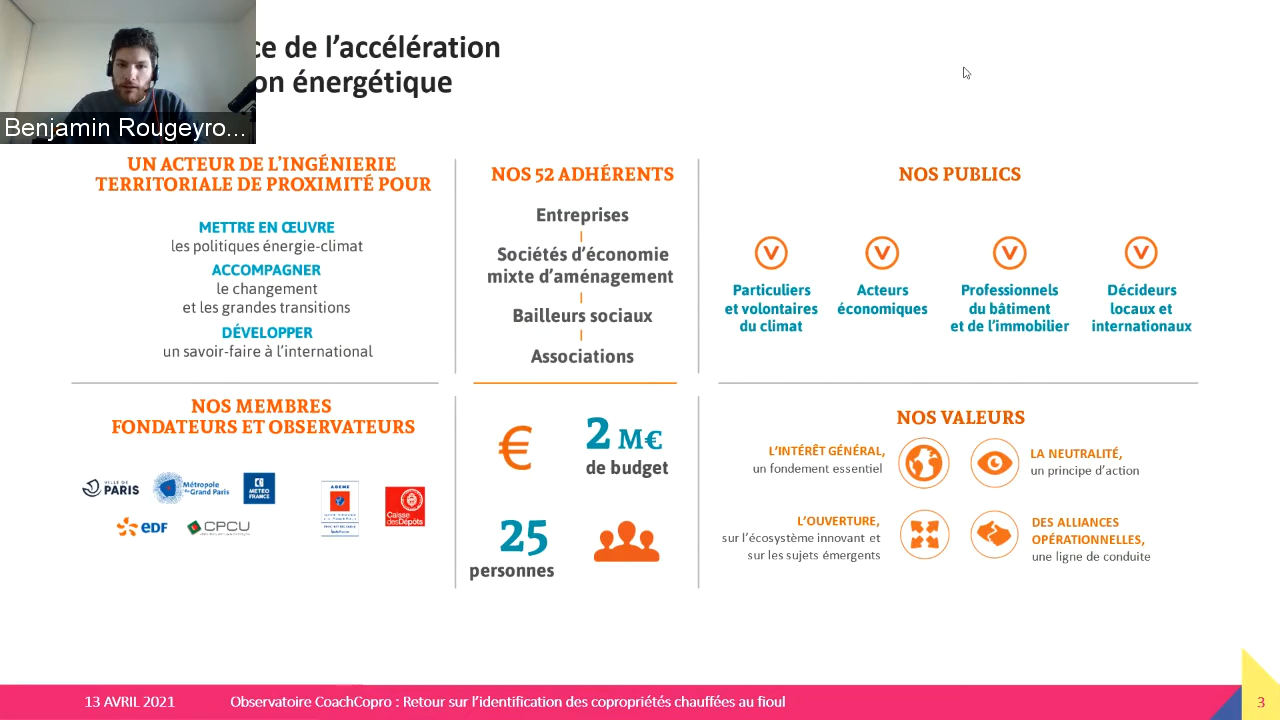 ce de l'accélération
on énergétique
Benjamin Rougeyro...
UN ACTEUR DE L'INGÉNIERIE
TERRITORIALE DE PROXIMITÉ POUR
METTRE EN ŒUVRE
les politiques énergie-climat
ACCOMPAGNER
le changement
et les grandes transitions
DÉVELOPPER
un savoir-faire à l'international
NOS 52 ADHÉRENTS
Entreprises
Sociétés d'économie
mixte d'aménagement
Bailleurs sociaux
Associations
NOS PUBLICS
Particuliers
et volontaires
du climat
Acteurs
économiques
Professionnels
du bâtiment
et de l'immobilier
Décideurs
locaux et
internationaux
NOS MEMBRES
FONDATEURS ET OBSERVATEURS
VILLE DE
PARIS
Métropole
du Grand Paris
METEO
FRANCE
ADEME
Caisse
des Dépôts
EDF
CPCU
€
2 M€
de budget
25
personnes
NOS VALEURS
L'INTÉRÊT GÉNÉRAL,
un fondement essentiel
LA NEUTRALITÉ,
un principe d'action
L'OUVERTURE,
sur l'écosystème innovant et
sur les sujets émergents
DES ALLIANCES
OPÉRATIONNELLES,
une ligne de conduite
13 AVRIL 2021
Observatoire CoachCopro : Retour sur l'identification des copropriétés chauffées au fioul
3